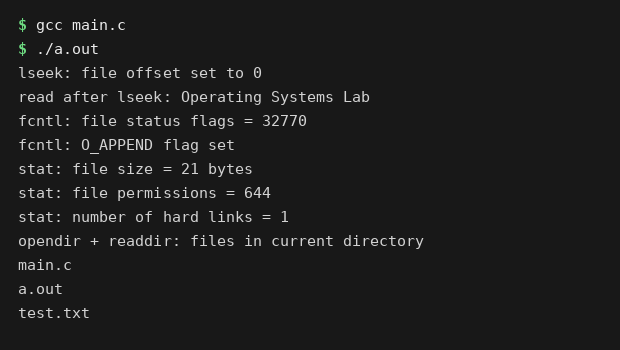 $ gcc main.c
$ ./a.out
lseek: file offset set to 0
read after lseek: Operating Systems Lab
fcntl: file status flags = 32770
fcntl: O_APPEND flag set
stat: file size = 21 bytes
stat: file permissions = 644
stat: number of hard links = 1
opendir + readdir: files in current directory
main.c
a.out
test.txt